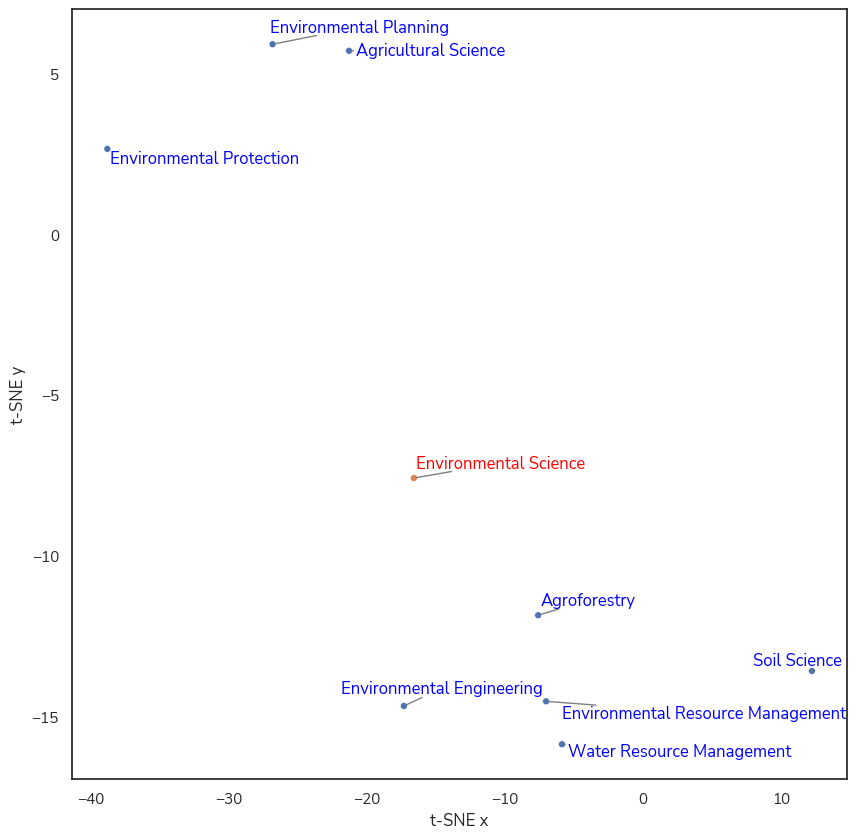 Environmental Planning
Agricultural Science
5
Environmental Protection
0
t-SNE y
−5
Environmental Science
−10
Agroforestry
Soil Science
Environmental Engineering
Environmental Resource Management
−15
Water Resource Management
−40 −30 −20 −10 0 10
t-SNE x